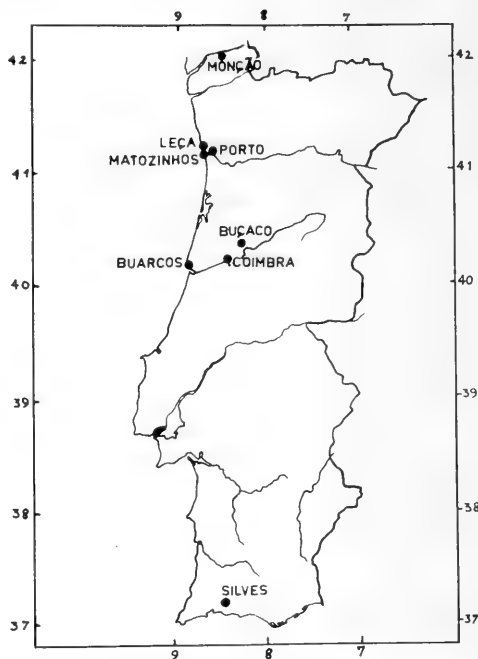 9 8 7
42 42
MONÇÃO
LEÇA
PORTO
MATOZINHOS
41 41
BUÇACO
BUARCOS COIMBRA
40 40
39 39
38 38
SILVES
37 37
9 8 7